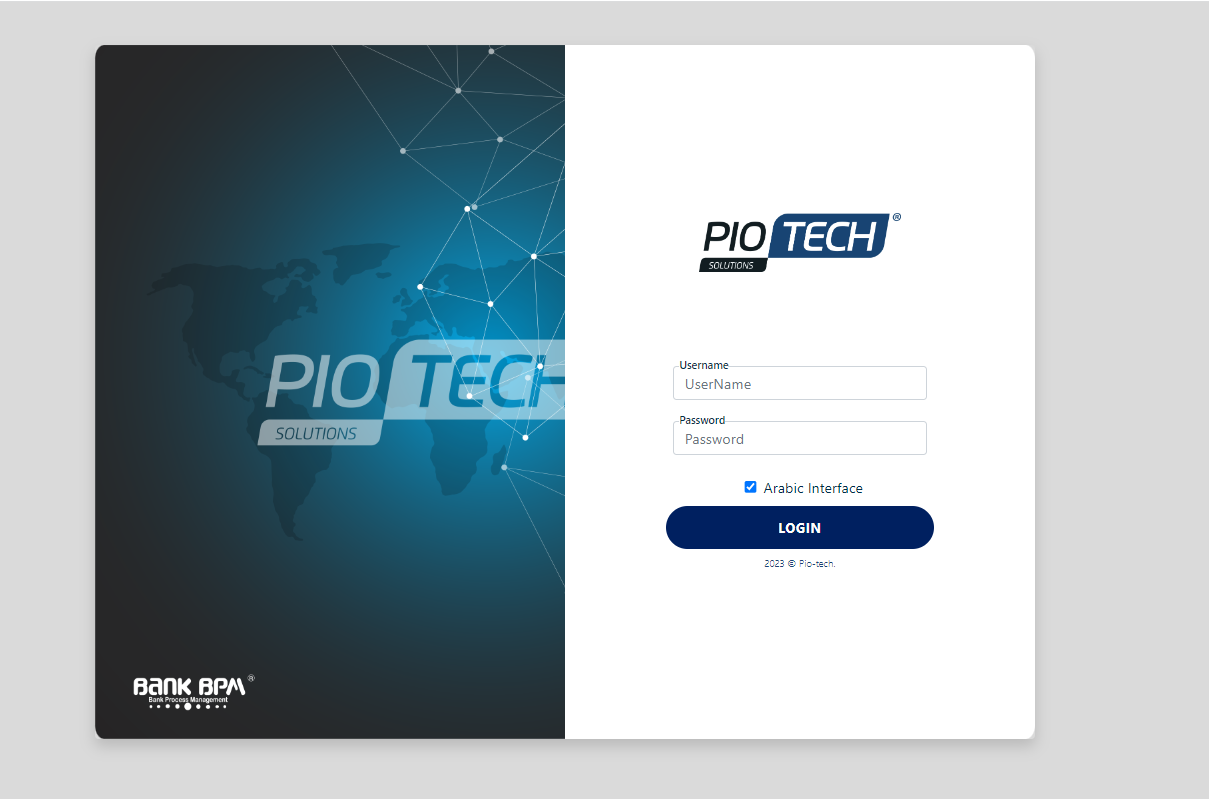 PIO TECH
SOLUTIONS
BANK BPM®
Bank Process Management
PIO TECH®
SOLUTIONS
Username
UserName
Password
Password
Arabic Interface
LOGIN
2023 © Pio-tech.